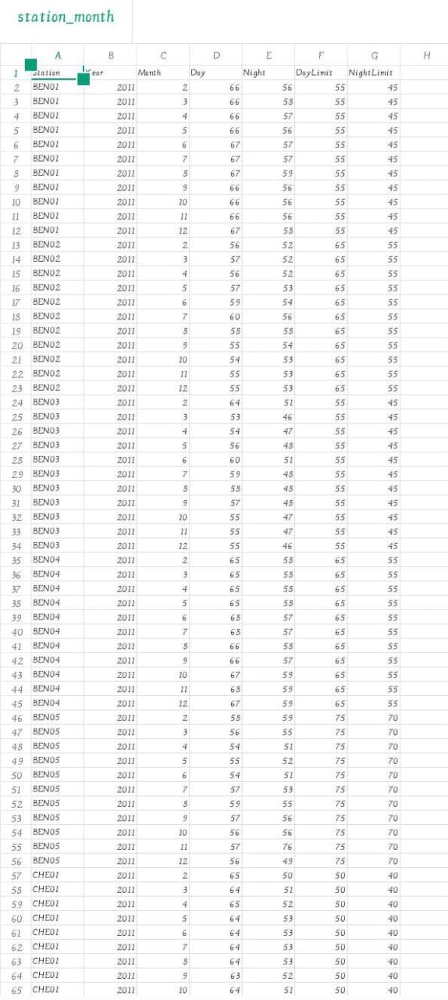 station_month
A B C D E F G H
1 Station Year Month Day Night DayLimit NightLimit
2 BEN01 2011 2 66 56 55 45
3 BEN01 2011 3 66 58 55 45
4 BEN01 2011 4 66 57 55 45
5 BEN01 2011 5 66 56 55 45
6 BEN01 2011 6 67 57 55 45
7 BEN01 2011 7 67 57 55 45
8 BEN01 2011 8 67 59 55 45
9 BEN01 2011 9 66 56 55 45
10 BEN01 2011 10 66 56 55 45
11 BEN01 2011 11 66 56 55 45
12 BEN01 2011 12 67 58 55 45
13 BEN02 2011 2 56 52 65 55
14 BEN02 2011 3 57 52 65 55
15 BEN02 2011 4 56 52 65 55
16 BEN02 2011 5 57 53 65 55
17 BEN02 2011 6 59 54 65 55
18 BEN02 2011 7 60 56 65 55
19 BEN02 2011 8 58 58 65 55
20 BEN02 2011 9 55 54 65 55
21 BEN02 2011 10 54 53 65 55
22 BEN02 2011 11 55 53 65 55
23 BEN02 2011 12 55 53 65 55
24 BEN03 2011 2 64 51 55 45
25 BEN03 2011 3 53 46 55 45
26 BEN03 2011 4 54 47 55 45
27 BEN03 2011 5 56 48 55 45
28 BEN03 2011 6 60 51 55 45
29 BEN03 2011 7 59 48 55 45
30 BEN03 2011 8 58 48 55 45
31 BEN03 2011 9 57 48 55 45
32 BEN03 2011 10 55 47 55 45
33 BEN03 2011 11 55 47 55 45
34 BEN03 2011 12 55 46 55 45
35 BEN04 2011 2 65 58 65 55
36 BEN04 2011 3 65 58 65 55
37 BEN04 2011 4 65 58 65 55
38 BEN04 2011 5 65 58 65 55
39 BEN04 2011 6 68 57 65 55
40 BEN04 2011 7 68 57 65 55
41 BEN04 2011 8 66 58 65 55
42 BEN04 2011 9 66 57 65 55
43 BEN04 2011 10 67 59 65 55
44 BEN04 2011 11 68 59 65 55
45 BEN04 2011 12 67 59 65 55
46 BEN05 2011 2 58 59 75 70
47 BEN05 2011 3 56 55 75 70
48 BEN05 2011 4 54 51 75 70
49 BEN05 2011 5 55 52 75 70
50 BEN05 2011 6 54 51 75 70
51 BEN05 2011 7 57 53 75 70
52 BEN05 2011 8 59 55 75 70
53 BEN05 2011 9 57 56 75 70
54 BEN05 2011 10 56 56 75 70
55 BEN05 2011 11 57 76 75 70
56 BEN05 2011 12 56 49 75 70
57 CHE01 2011 2 65 50 50 40
58 CHE01 2011 3 64 51 50 40
59 CHE01 2011 4 65 52 50 40
60 CHE01 2011 5 64 53 50 40
61 CHE01 2011 6 64 53 50 40
62 CHE01 2011 7 64 53 50 40
63 CHE01 2011 8 64 53 50 40
64 CHE01 2011 9 63 52 50 40
65 CHE01 2011 10 64 51 50 40